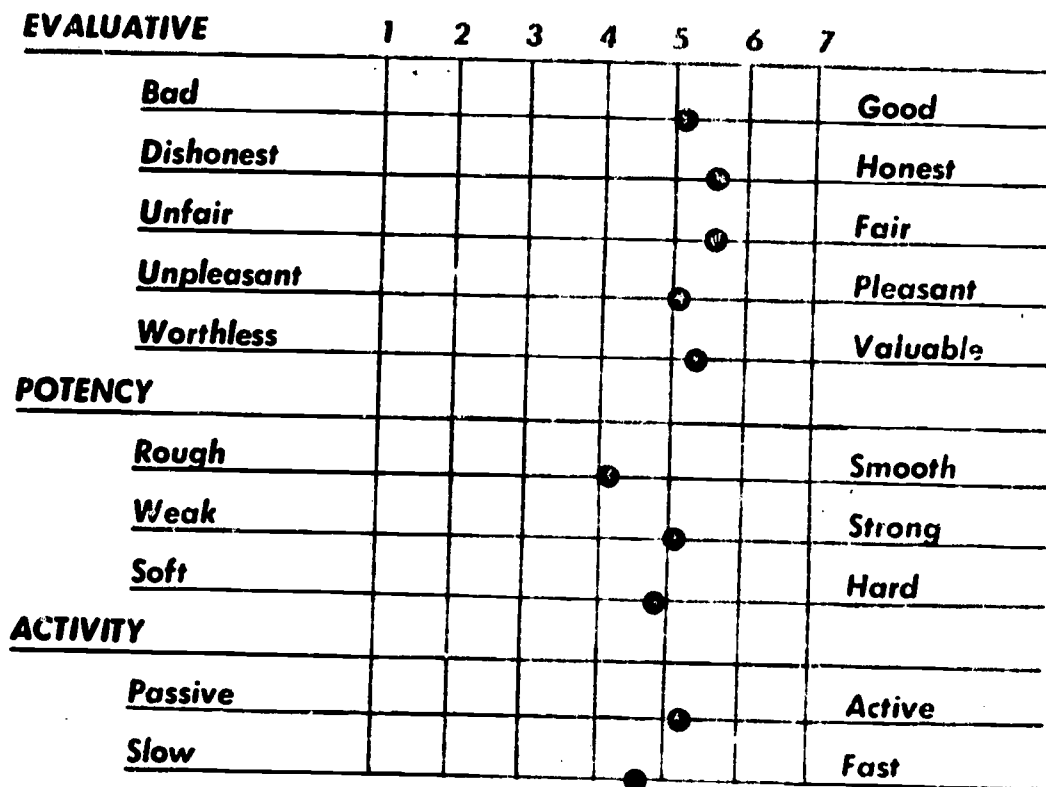 EVALUATIVE 1 2 3 4 5 6 7
Bad Good
Dishonest Honest
Unfair Fair
Unpleasant Pleasant
Worthless Valuable
POTENCY
Rough Smooth
Weak Strong
Soft Hard
ACTIVITY
Passive Active
Slow Fast